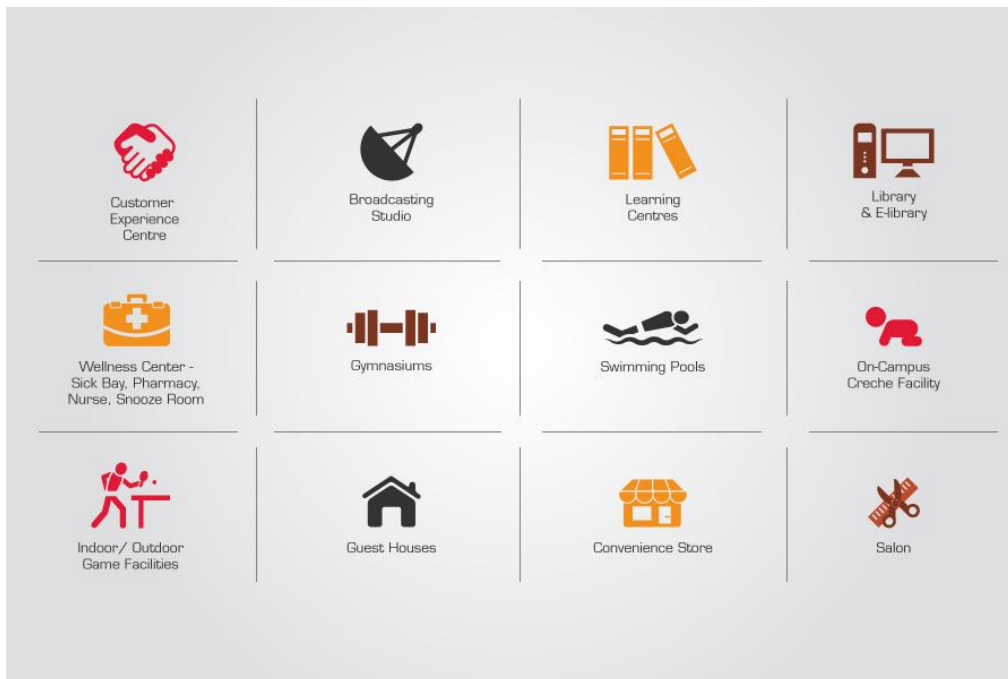 Customer
Experience
Centre
Broadcasting
Studio
Learning
Centres
Library
& E-library
Wellness Center -
Sick Bay, Pharmacy,
Nurse, Snooze Room
Gymnasiums
Swimming Pools
On-Campus
Creche Facility
Indoor/ Outdoor
Game Facilities
Guest Houses
Convenience Store
Salon